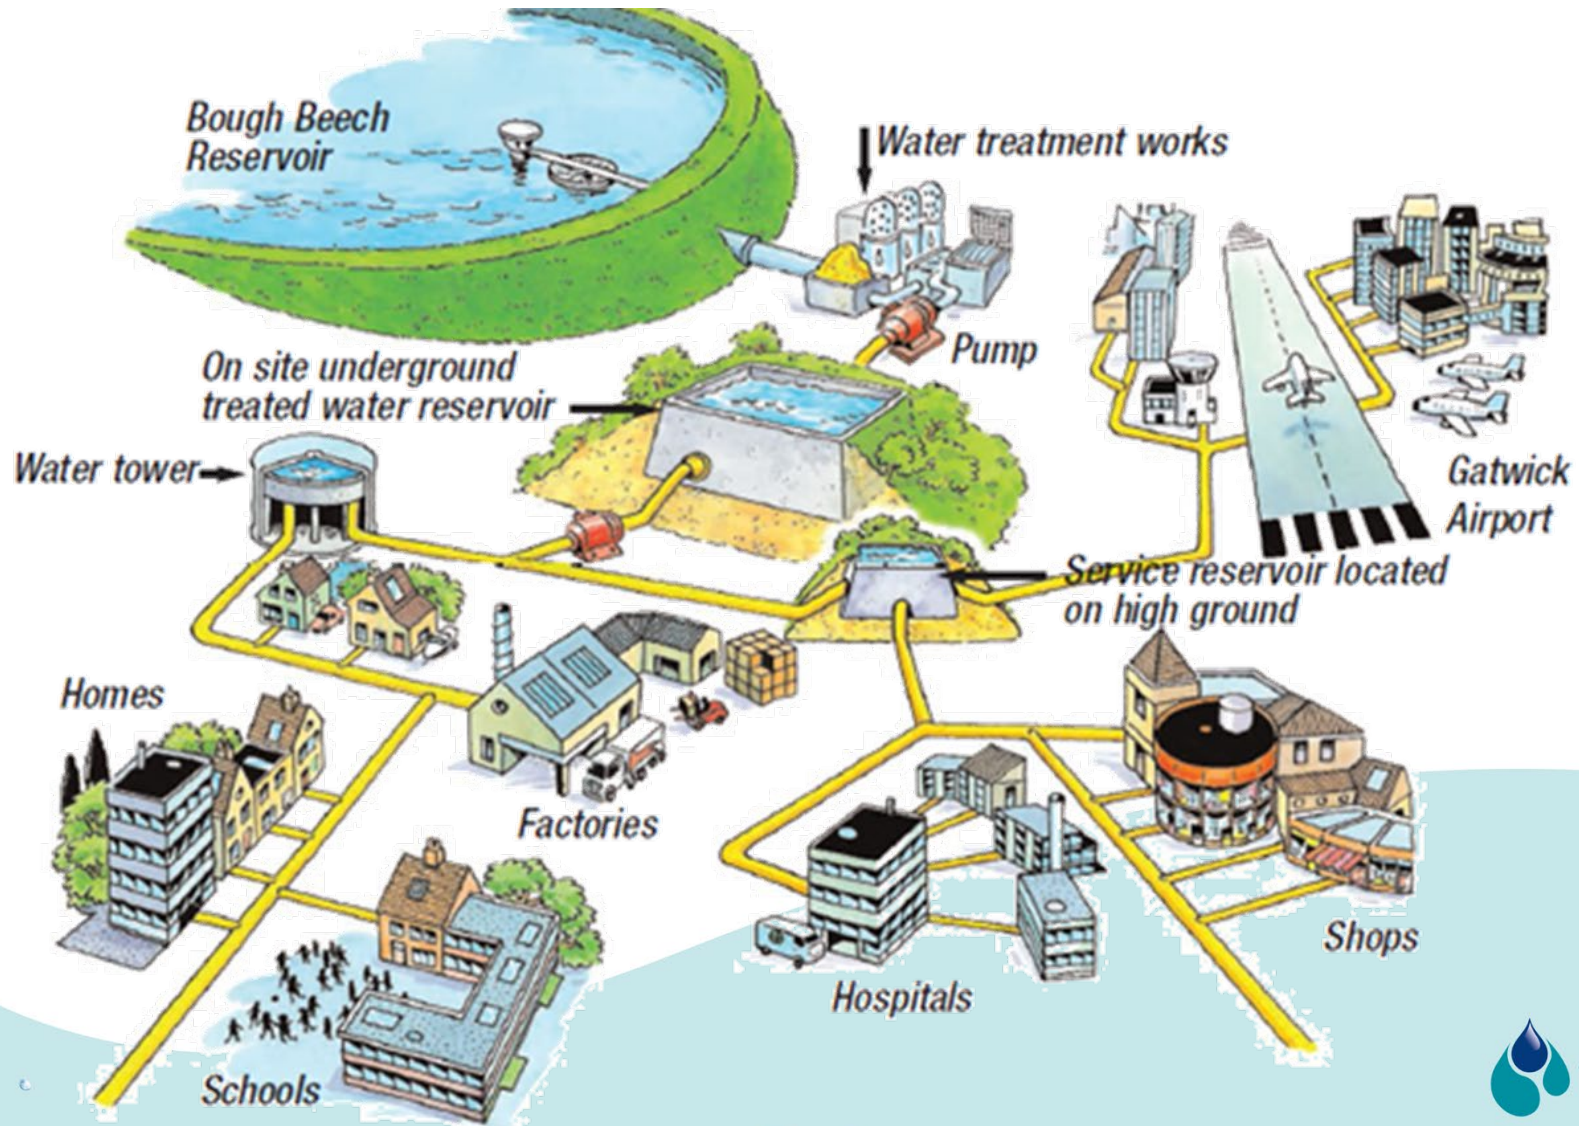 Bough Beech
Reservoir
Water treatment works
Pump
On site underground
treated water reservoir
Water tower
Gatwick
Airport
Service reservoir located
on high ground
Homes
Factories
Shops
Hospitals
Schools